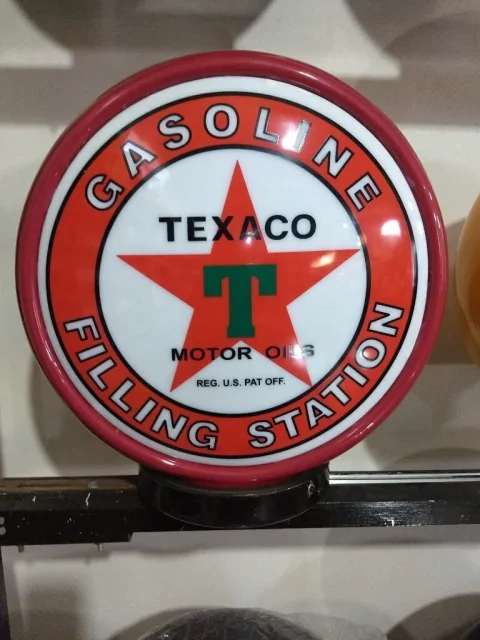 GASOLINE
TEXACO
T
MOTOR OILS
REG. U.S. PAT OFF.
FILLING STATION